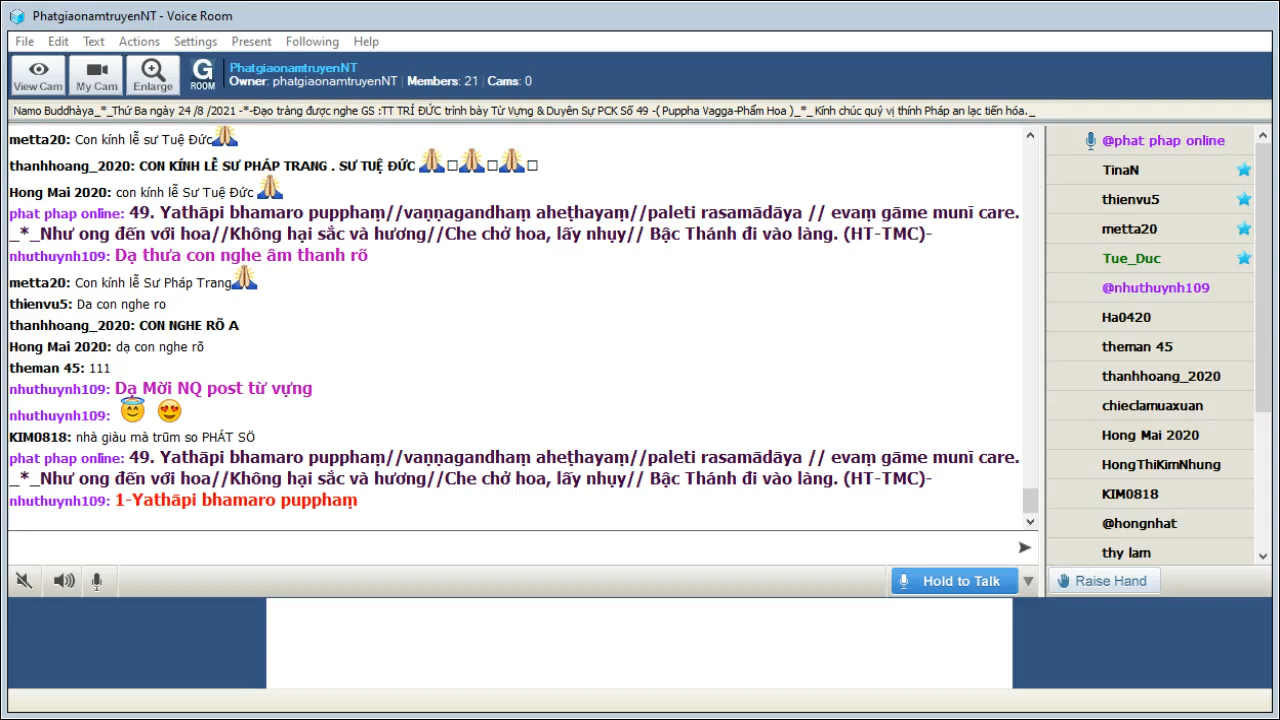 PhatgiaonamtruyenNT - Voice Room
File Edit Text Actions Settings Present Following Help
View Cam My Cam Enlarge G ROOM
PhatgiaonamtruyenNT
Owner: phatgiaonamtruyenNT | Members: 21 | Cams: 0
Namo Buddhàya_*_Thứ Ba ngày 24 /8 /2021 -*-Đạo tràng được nghe GS :TT TRÍ ĐỨC trình bày Từ Vựng & Duyên Sự PCK Số 49 -( Puppha Vagga-Phẩm Hoa )_*_Kính chúc quý vị thính Pháp an lạc tiến hóa._
metta20: Con kính lễ sư Tuệ Đức🙏
thanhhoang_2020: CON KÍNH LỄ SƯ PHÁP TRANG . SƯ TUỆ ĐỨC 🙏□🙏□🙏□
Hong Mai 2020: con kính lễ Sư Tuệ Đức 🙏
phat phap online: 49. Yathāpi bhamaro pupphaṃ//vaṇṇagandhaṃ aheṭhayaṃ//paleti rasamādāya // evaṃ gāme munī care.
_*_Như ong đến với hoa//Không hại sắc và hương//Che chở hoa, lấy nhụy// Bậc Thánh đi vào làng. (HT-TMC)-
nhuthuynh109: Dạ thưa con nghe âm thanh rõ
metta20: Con kính lễ Sư Pháp Trang🙏
thienvu5: Da con nghe ro
thanhhoang_2020: CON NGHE RÕ A
Hong Mai 2020: dạ con nghe rõ
theman 45: 111
nhuthuynh109: Dạ Mời NQ post từ vựng
nhuthuynh109: 😇 😍
KIM0818: nhà giàu mà trũm so PHÁT SÖ
phat phap online: 49. Yathāpi bhamaro pupphaṃ//vaṇṇagandhaṃ aheṭhayaṃ//paleti rasamādāya // evaṃ gāme munī care.
_*_Như ong đến với hoa//Không hại sắc và hương//Che chở hoa, lấy nhụy// Bậc Thánh đi vào làng. (HT-TMC)-
nhuthuynh109: 1-Yathāpi bhamaro pupphaṃ
@phat phap online
TinaN
thienvu5
metta20
Tue_Duc
@nhuthuynh109
Ha0420
theman 45
thanhhoang_2020
chieclamuaxuan
Hong Mai 2020
HongThiKimNhung
KIM0818
@hongnhat
thy lam
Hold to Talk
Raise Hand